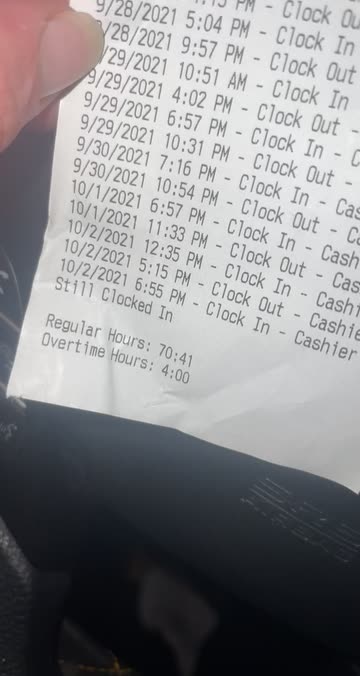 PM - Clock
9/28/2021 5:04 PM - Clock In
/28/2021 9:57 PM - Clock Out
/29/2021 10:51 AM - Clock In
9/29/2021 4:02 PM - Clock Out -
9/29/2021 6:57 PM - Clock In - C
9/29/2021 10:31 PM - Clock Out -
9/30/2021 7:16 PM - Clock In - Cas
9/30/2021 10:54 PM - Clock Out - C
10/1/2021 6:57 PM - Clock In - Cash
10/1/2021 11:33 PM - Clock Out - Cas
10/2/2021 12:35 PM - Clock In - Cashi
10/2/2021 5:15 PM - Clock Out - Cashie
10/2/2021 6:55 PM - Clock In - Cashier
Still Clocked In
Regular Hours: 70:41
Overtime Hours: 4:00